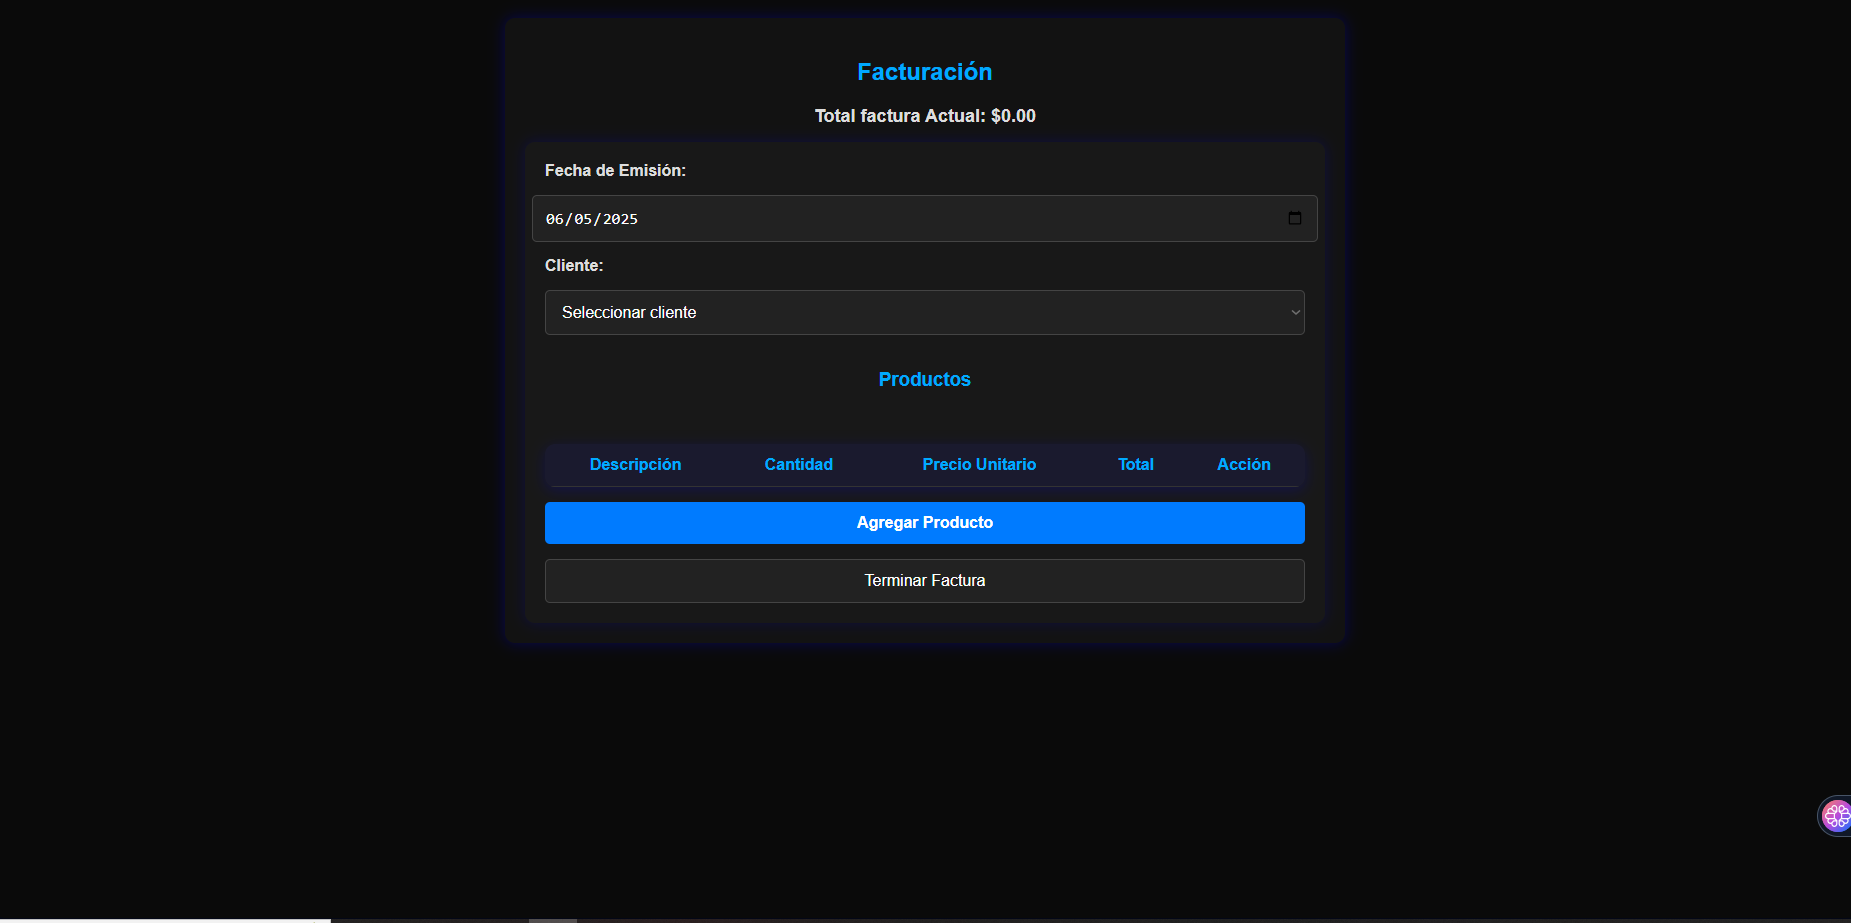 Facturación
Total factura Actual: $0.00
Fecha de Emisión:
06/05/2025
Cliente:
Seleccionar cliente
Productos
Descripción Cantidad Precio Unitario Total Acción
Agregar Producto
Terminar Factura